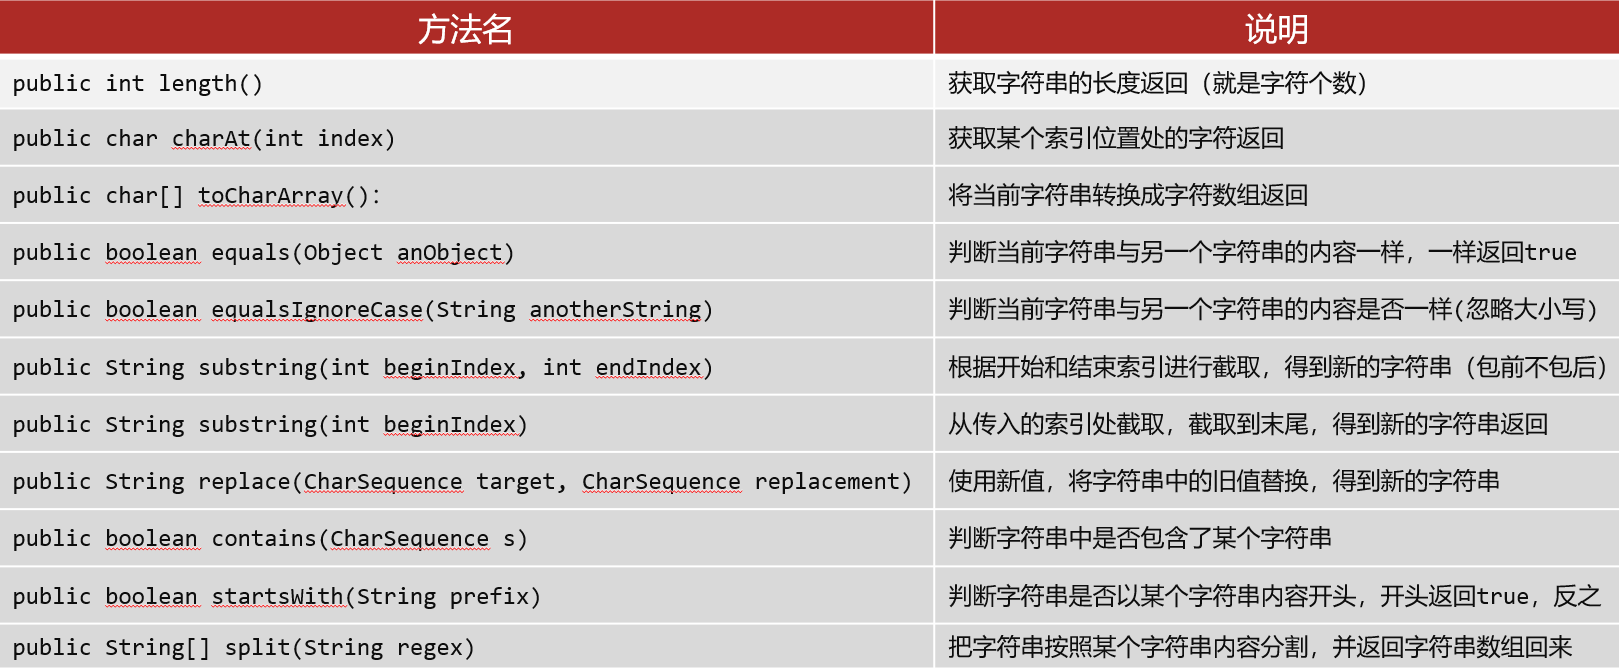 方法名 说明
public int length() 获取字符串的长度返回（就是字符个数）
public char charAt(int index) 获取某个索引位置处的字符返回
public char[] toCharArray()： 将当前字符串转换成字符数组返回
public boolean equals(Object anObject) 判断当前字符串与另一个字符串的内容一样，一样返回true
public boolean equalsIgnoreCase(String anotherString) 判断当前字符串与另一个字符串的内容是否一样(忽略大小写)
public String substring(int beginIndex, int endIndex) 根据开始和结束索引进行截取，得到新的字符串（包前不包后）
public String substring(int beginIndex) 从传入的索引处截取，截取到末尾，得到新的字符串返回
public String replace(CharSequence target, CharSequence replacement) 使用新值，将字符串中的旧值替换，得到新的字符串
public boolean contains(CharSequence s) 判断字符串中是否包含了某个字符串
public boolean startsWith(String prefix) 判断字符串是否以某个字符串内容开头，开头返回true，反之
public String[] split(String regex) 把字符串按照某个字符串内容分割，并返回字符串数组回来